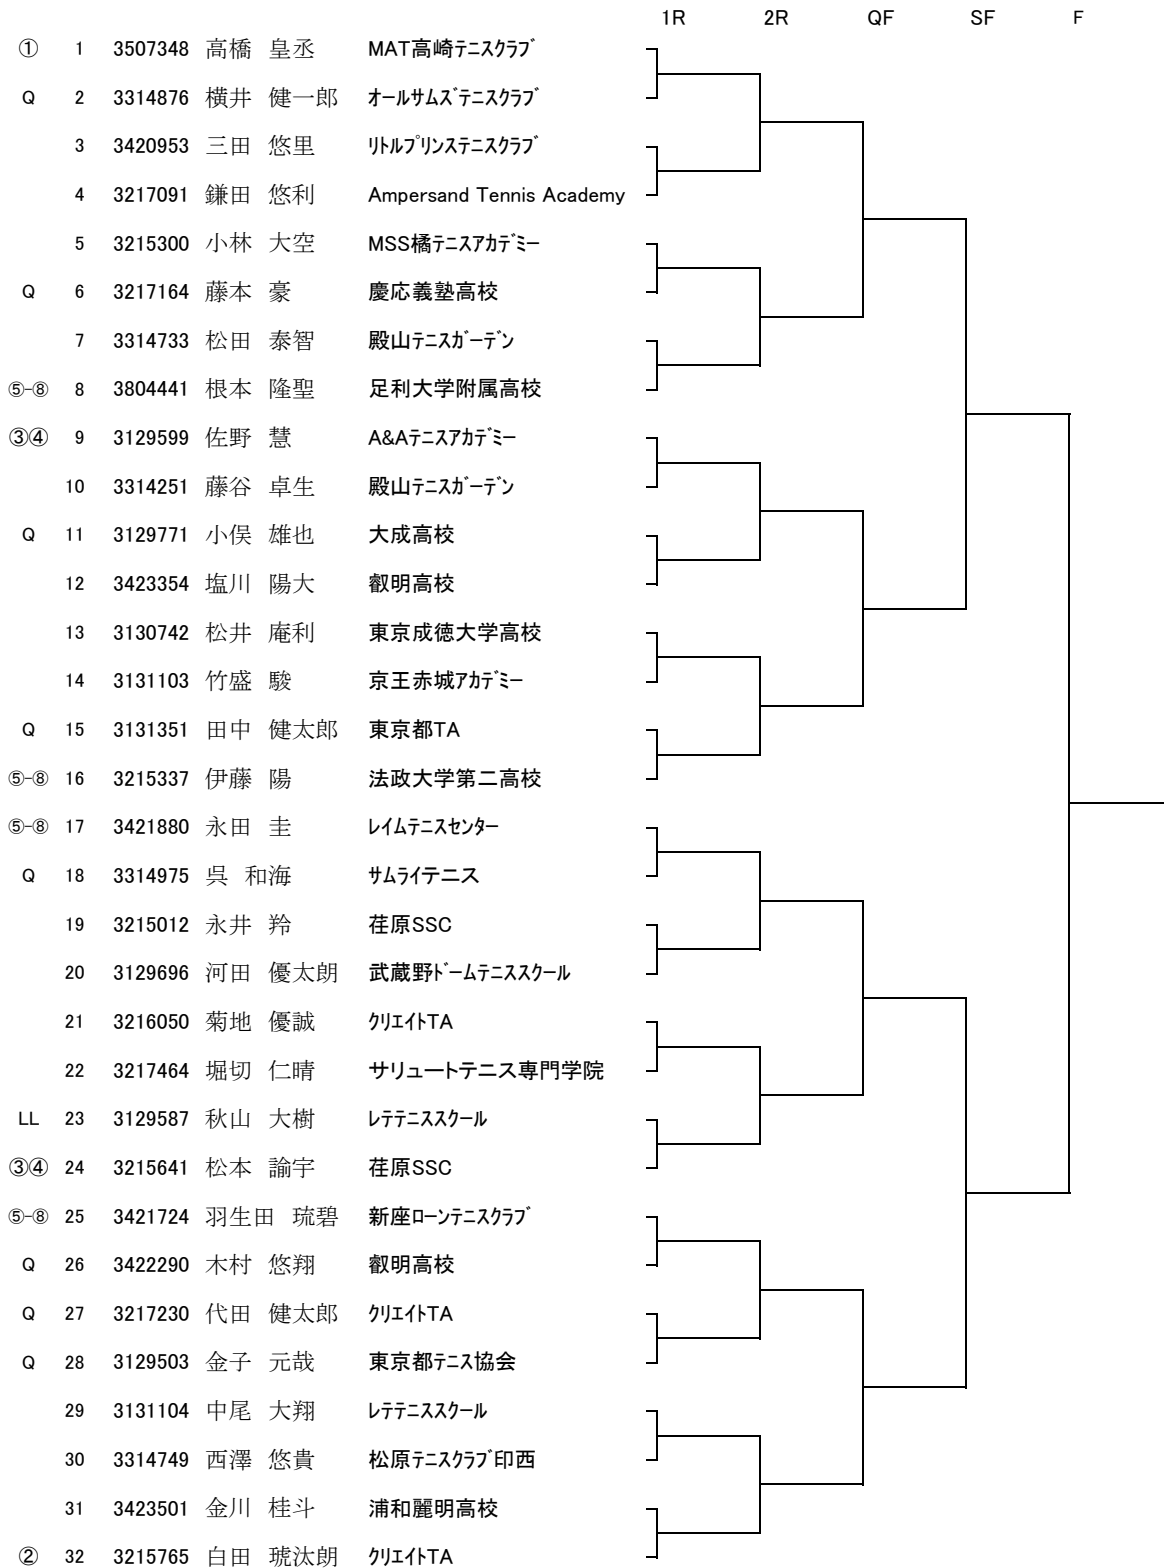 1R 2R QF SF F
① 1 3507348 高橋 皇丞 MAT高崎ﾃﾆｽｸﾗﾌﾞ
Q 2 3314876 横井 健一郎 ｵｰﾙｻﾑｽﾞﾃﾆｽｸﾗﾌﾞ
3 3420953 三田 悠里 ﾘﾄﾙﾌﾟﾘﾝｽﾃﾆｽｸﾗﾌﾞ
4 3217091 鎌田 悠利 Ampersand Tennis Academy
5 3215300 小林 大空 MSS橘ﾃﾆｽｱｶﾃﾞﾐｰ
Q 6 3217164 藤本 豪 慶応義塾高校
7 3314733 松田 泰智 殿山ﾃﾆｽｶﾞｰﾃﾞﾝ
⑤-⑧ 8 3804441 根本 隆聖 足利大学附属高校
③④ 9 3129599 佐野 慧 A&Aﾃﾆｽｱｶﾃﾞﾐｰ
10 3314251 藤谷 卓生 殿山ﾃﾆｽｶﾞｰﾃﾞﾝ
Q 11 3129771 小俣 雄也 大成高校
12 3423354 塩川 陽大 叡明高校
13 3130742 松井 庵利 東京成徳大学高校
14 3131103 竹盛 駿 京王赤城ｱｶﾃﾞﾐｰ
Q 15 3131351 田中 健太郎 東京都TA
⑤-⑧ 16 3215337 伊藤 陽 法政大学第二高校
⑤-⑧ 17 3421880 永田 圭 ﾚｲﾑﾃﾆｽｾﾝﾀｰ
Q 18 3314975 呉 和海 ｻﾑﾗｲテニス
19 3215012 永井 羚 荏原SSC
20 3129696 河田 優太朗 武蔵野ﾄﾞｰﾑﾃﾆｽｽｸｰﾙ
21 3216050 菊地 優誠 ｸﾘｴｲﾄTA
22 3217464 堀切 仁晴 サリュートテニス専門学院
LL 23 3129587 秋山 大樹 ﾚﾃﾃﾆｽｽｸｰﾙ
③④ 24 3215641 松本 諭宇 荏原SSC
⑤-⑧ 25 3421724 羽生田 琉碧 新座ﾛｰﾝﾃﾆｽｸﾗﾌﾞ
Q 26 3422290 木村 悠翔 叡明高校
Q 27 3217230 代田 健太郎 ｸﾘｴｲﾄTA
Q 28 3129503 金子 元哉 東京都ﾃﾆｽ協会
29 3131104 中尾 大翔 ﾚﾃﾃﾆｽｽｸｰﾙ
30 3314749 西澤 悠貴 松原ﾃﾆｽｸﾗﾌﾞ印西
31 3423501 金川 桂斗 浦和麗明高校
② 32 3215765 白田 琥汰朗 ｸﾘｴｲﾄTA